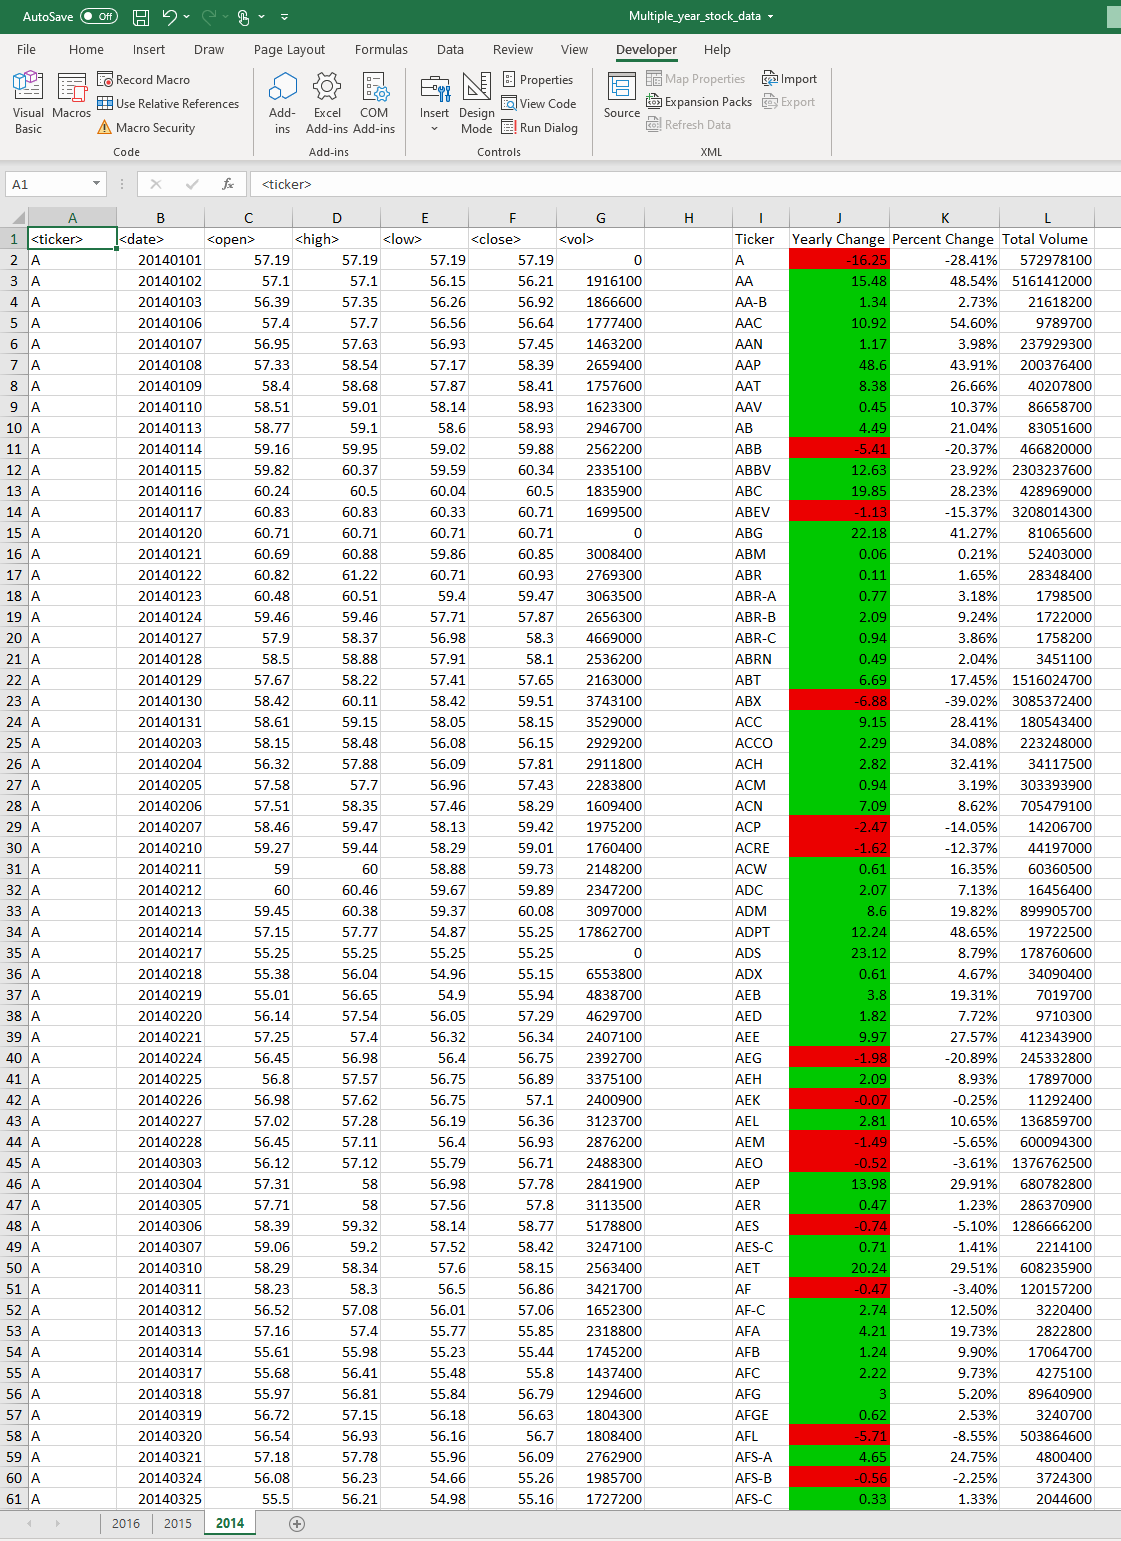 AutoSave Off Multiple_year_stock_data
File Home Insert Draw Page Layout Formulas Data Review View Developer Help
Visual Basic Macros Record Macro Use Relative References Macro Security Add-ins Excel Add-ins COM Add-ins Insert Design Mode Properties View Code Run Dialog Source Map Properties Expansion Packs Refresh Data Import Export
Code Add-ins Controls XML
A1 fx <ticker>
A B C D E F G H I J K L
1 <ticker> <date> <open> <high> <low> <close> <vol> Ticker Yearly Change Percent Change Total Volume
2 A 20140101 57.19 57.19 57.19 57.19 0 A -16.25 -28.41% 572978100
3 A 20140102 57.1 57.1 56.15 56.21 1916100 AA 15.48 48.54% 5161412000
4 A 20140103 56.39 57.35 56.26 56.92 1866600 AA-B 1.34 2.73% 21618200
5 A 20140106 57.4 57.7 56.56 56.64 1777400 AAC 10.92 54.60% 9789700
6 A 20140107 56.95 57.63 56.93 57.45 1463200 AAN 1.17 3.98% 237929300
7 A 20140108 57.33 58.54 57.17 58.39 2659400 AAP 48.6 43.91% 200376400
8 A 20140109 58.4 58.68 57.87 58.41 1757600 AAT 8.38 26.66% 40207800
9 A 20140110 58.51 59.01 58.14 58.93 1623300 AAV 0.45 10.37% 86658700
10 A 20140113 58.77 59.1 58.6 58.93 2946700 AB 4.49 21.04% 83051600
11 A 20140114 59.16 59.95 59.02 59.88 2562200 ABB -5.41 -20.37% 466820000
12 A 20140115 59.82 60.37 59.59 60.34 2335100 ABBV 12.63 23.92% 2303237600
13 A 20140116 60.24 60.5 60.04 60.5 1835900 ABC 19.85 28.23% 428969000
14 A 20140117 60.83 60.83 60.33 60.71 1699500 ABEV -1.13 -15.37% 3208014300
15 A 20140120 60.71 60.71 60.71 60.71 0 ABG 22.18 41.27% 81065600
16 A 20140121 60.69 60.88 59.86 60.85 3008400 ABM 0.06 0.21% 52403000
17 A 20140122 60.82 61.22 60.71 60.93 2769300 ABR 0.11 1.65% 28348400
18 A 20140123 60.48 60.51 59.4 59.47 3063500 ABR-A 0.77 3.18% 1798500
19 A 20140124 59.46 59.46 57.71 57.87 2656300 ABR-B 2.09 9.24% 1722000
20 A 20140127 57.9 58.37 56.98 58.3 4669000 ABR-C 0.94 3.86% 1758200
21 A 20140128 58.5 58.88 57.91 58.1 2536200 ABRN 0.49 2.04% 3451100
22 A 20140129 57.67 58.22 57.41 57.65 2163000 ABT 6.69 17.45% 1516024700
23 A 20140130 58.42 60.11 58.42 59.51 3743100 ABX -6.88 -39.02% 3085372400
24 A 20140131 58.61 59.15 58.05 58.15 3529000 ACC 9.15 28.41% 180543400
25 A 20140203 58.15 58.48 56.08 56.15 2929200 ACCO 2.29 34.08% 223248000
26 A 20140204 56.32 57.88 56.09 57.81 2911800 ACH 2.82 32.41% 34117500
27 A 20140205 57.58 57.7 56.96 57.43 2283800 ACM 0.94 3.19% 303393900
28 A 20140206 57.51 58.35 57.46 58.29 1609400 ACN 7.09 8.62% 705479100
29 A 20140207 58.46 59.47 58.13 59.42 1975200 ACP -2.47 -14.05% 14206700
30 A 20140210 59.27 59.44 58.29 59.01 1760400 ACRE -1.62 -12.37% 44197000
31 A 20140211 59 60 58.88 59.73 2148200 ACW 0.61 16.35% 60360500
32 A 20140212 60 60.46 59.67 59.89 2347200 ADC 2.07 7.13% 16456400
33 A 20140213 59.45 60.38 59.37 60.08 3097000 ADM 8.6 19.82% 899905700
34 A 20140214 57.15 57.77 54.87 55.25 17862700 ADPT 12.24 48.65% 19722500
35 A 20140217 55.25 55.25 55.25 55.25 0 ADS 23.12 8.79% 178760600
36 A 20140218 55.38 56.04 54.96 55.15 6553800 ADX 0.61 4.67% 34090400
37 A 20140219 55.01 56.65 54.9 55.94 4838700 AEB 3.8 19.31% 7019700
38 A 20140220 56.14 57.54 56.05 57.29 4629700 AED 1.82 7.72% 9710300
39 A 20140221 57.25 57.4 56.32 56.34 2407100 AEE 9.97 27.57% 412343900
40 A 20140224 56.45 56.98 56.4 56.75 2392700 AEG -1.98 -20.89% 245332800
41 A 20140225 56.8 57.57 56.75 56.89 3375100 AEH 2.09 8.93% 17897000
42 A 20140226 56.98 57.62 56.75 57.1 2400900 AEK -0.07 -0.25% 11292400
43 A 20140227 57.02 57.28 56.19 56.36 3123700 AEL 2.81 10.65% 136859700
44 A 20140228 56.45 57.11 56.4 56.93 2876200 AEM -1.49 -5.65% 600094300
45 A 20140303 56.12 57.12 55.79 56.71 2488300 AEO -0.52 -3.61% 1376762500
46 A 20140304 57.31 58 56.98 57.78 2841900 AEP 13.98 29.91% 680782800
47 A 20140305 57.71 58 57.56 57.8 3113500 AER 0.47 1.23% 286370900
48 A 20140306 58.39 59.32 58.14 58.77 5178800 AES -0.74 -5.10% 1286666200
49 A 20140307 59.06 59.2 57.52 58.42 3247100 AES-C 0.71 1.41% 2214100
50 A 20140310 58.29 58.34 57.6 58.15 2563400 AET 20.24 29.51% 608235900
51 A 20140311 58.23 58.3 56.5 56.86 3421700 AF -0.47 -3.40% 120157200
52 A 20140312 56.52 57.08 56.01 57.06 1652300 AF-C 2.74 12.50% 3220400
53 A 20140313 57.16 57.4 55.77 55.85 2318800 AFA 4.21 19.73% 2822800
54 A 20140314 55.61 55.98 55.23 55.44 1745200 AFB 1.24 9.90% 17064700
55 A 20140317 55.68 56.41 55.48 55.8 1437400 AFC 2.22 9.73% 4275100
56 A 20140318 55.97 56.81 55.84 56.79 1294600 AFG 3 5.20% 89640900
57 A 20140319 56.72 57.15 56.18 56.63 1804300 AFGE 0.62 2.53% 3240700
58 A 20140320 56.54 56.93 56.16 56.7 1808400 AFL -5.71 -8.55% 503864600
59 A 20140321 57.18 57.78 55.96 56.09 2762900 AFS-A 4.65 24.75% 4800400
60 A 20140324 56.08 56.23 54.66 55.26 1985700 AFS-B -0.56 -2.25% 3724300
61 A 20140325 55.5 56.21 54.98 55.16 1727200 AFS-C 0.33 1.33% 2044600
2016 2015 2014